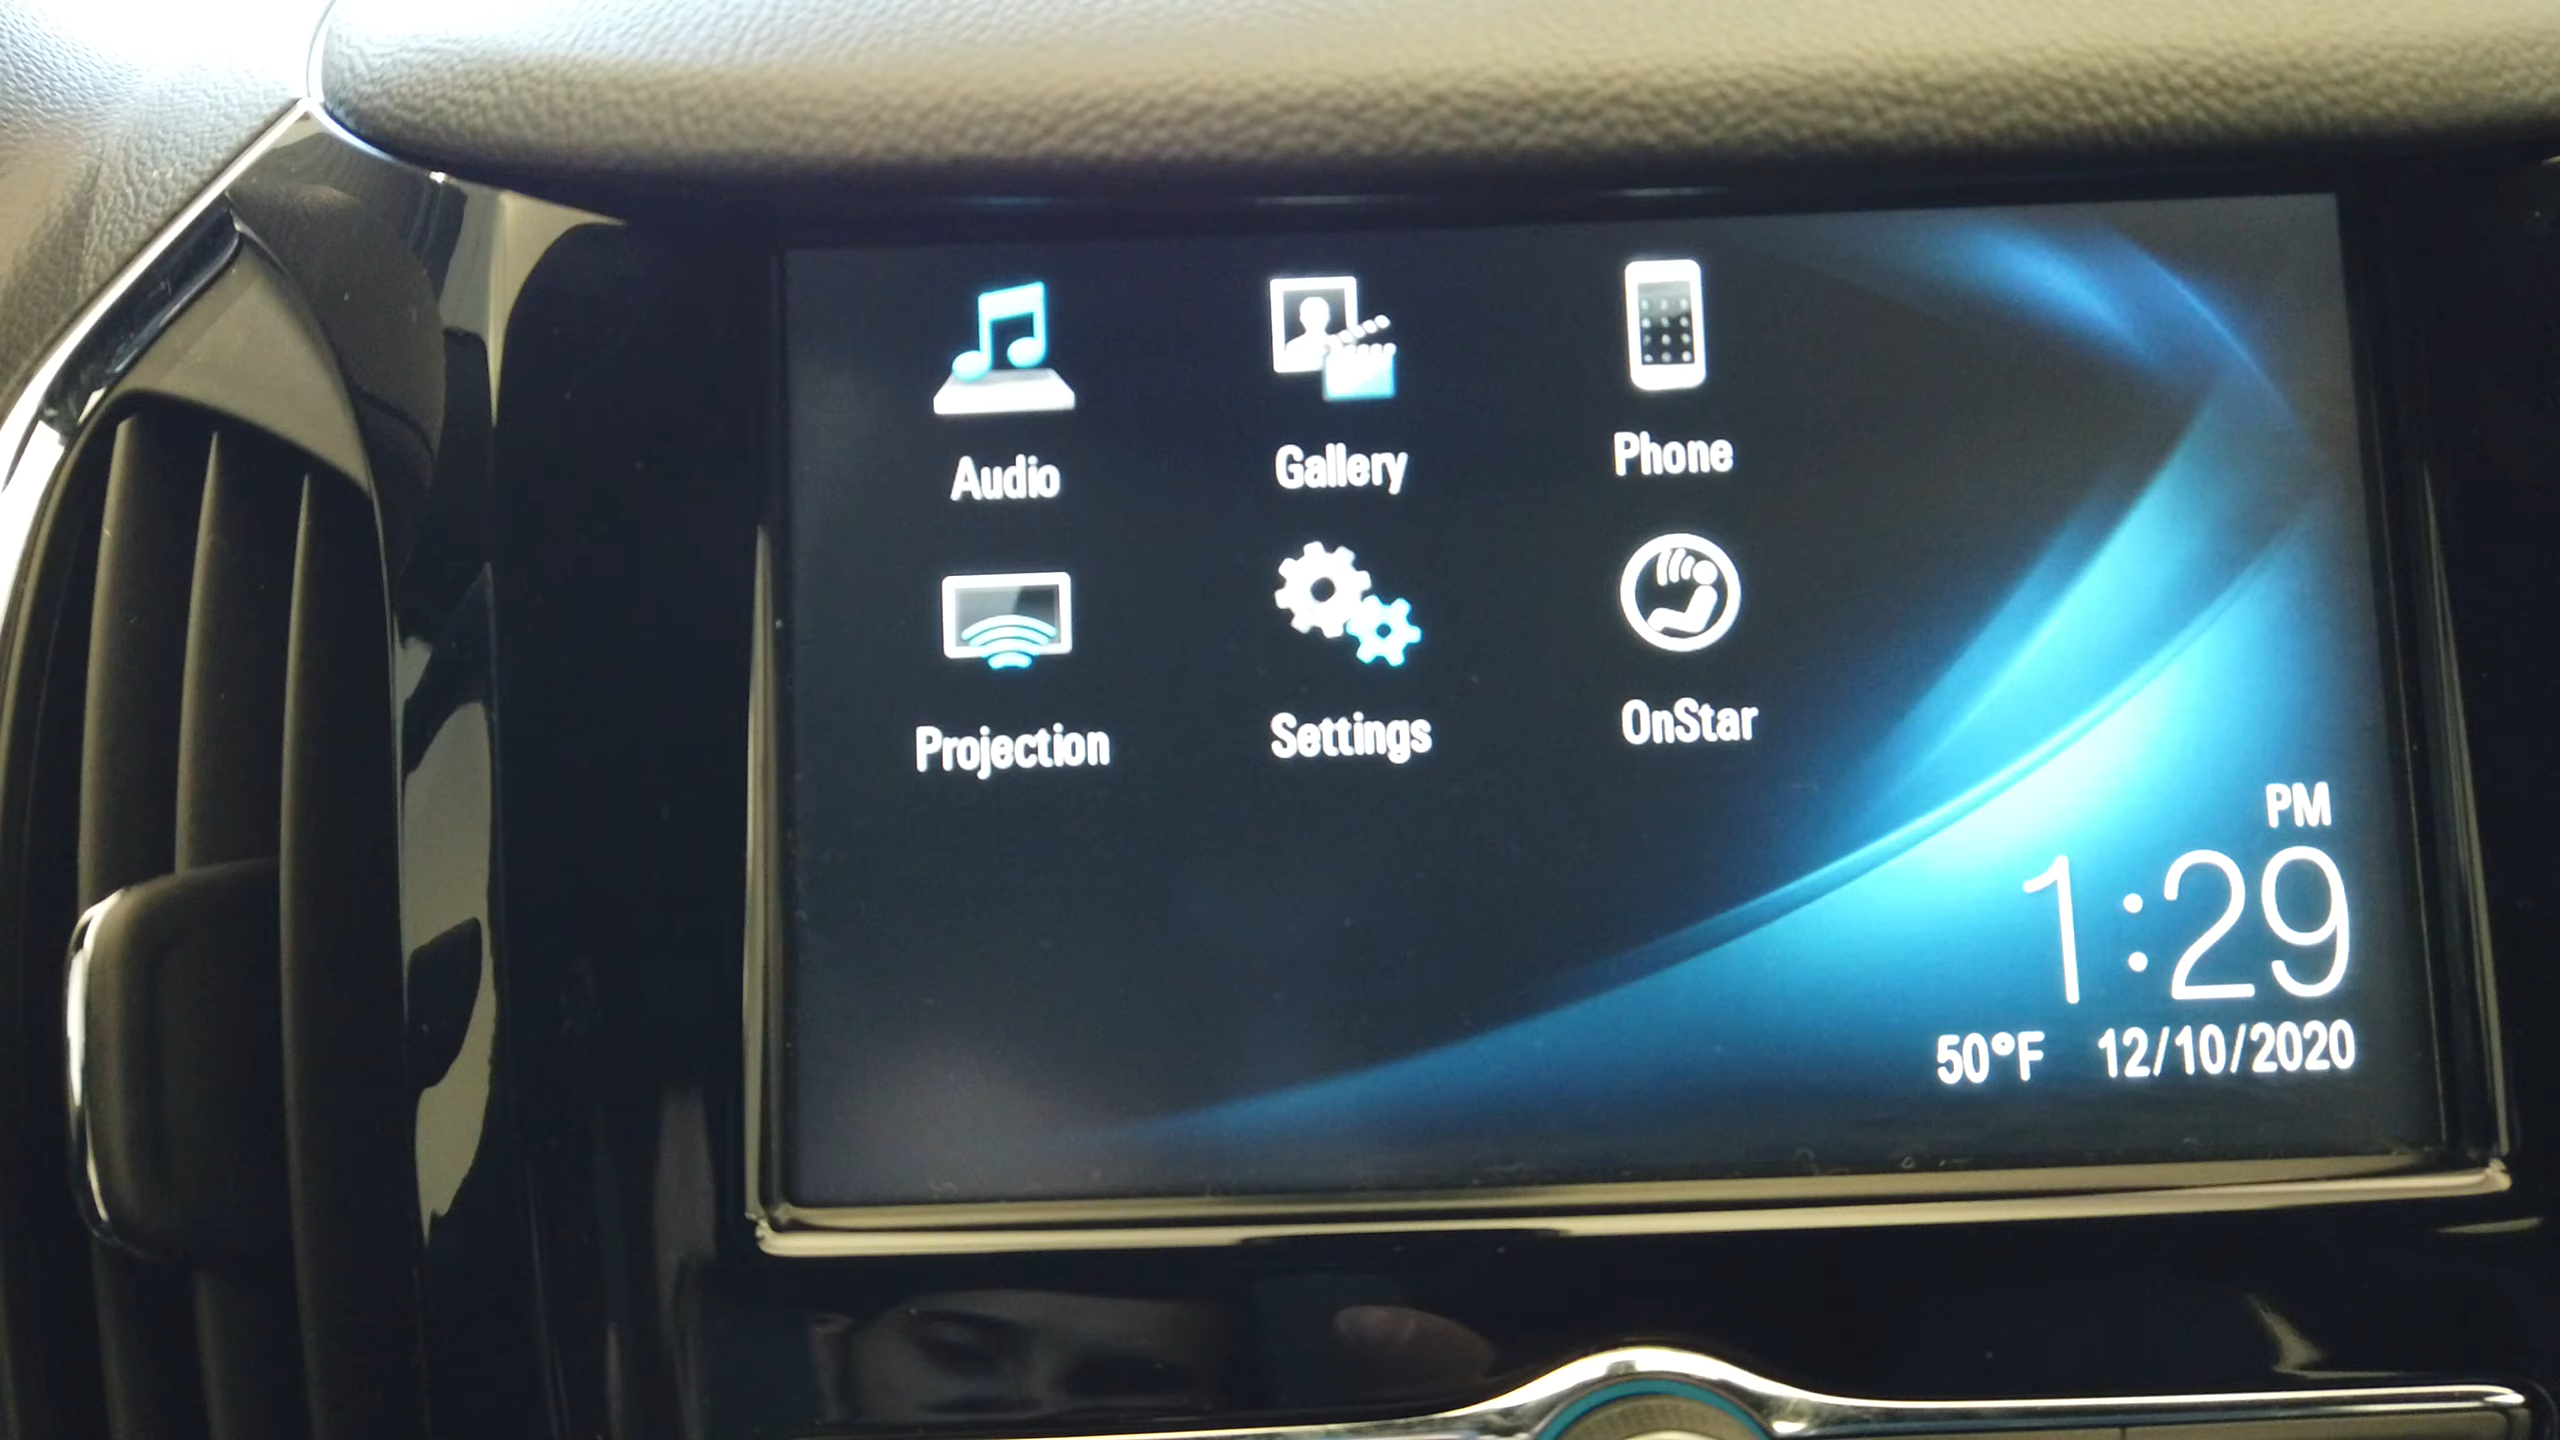 Audio Gallery Phone
Projection Settings OnStar
PM
1:29
50°F 12/10/2020